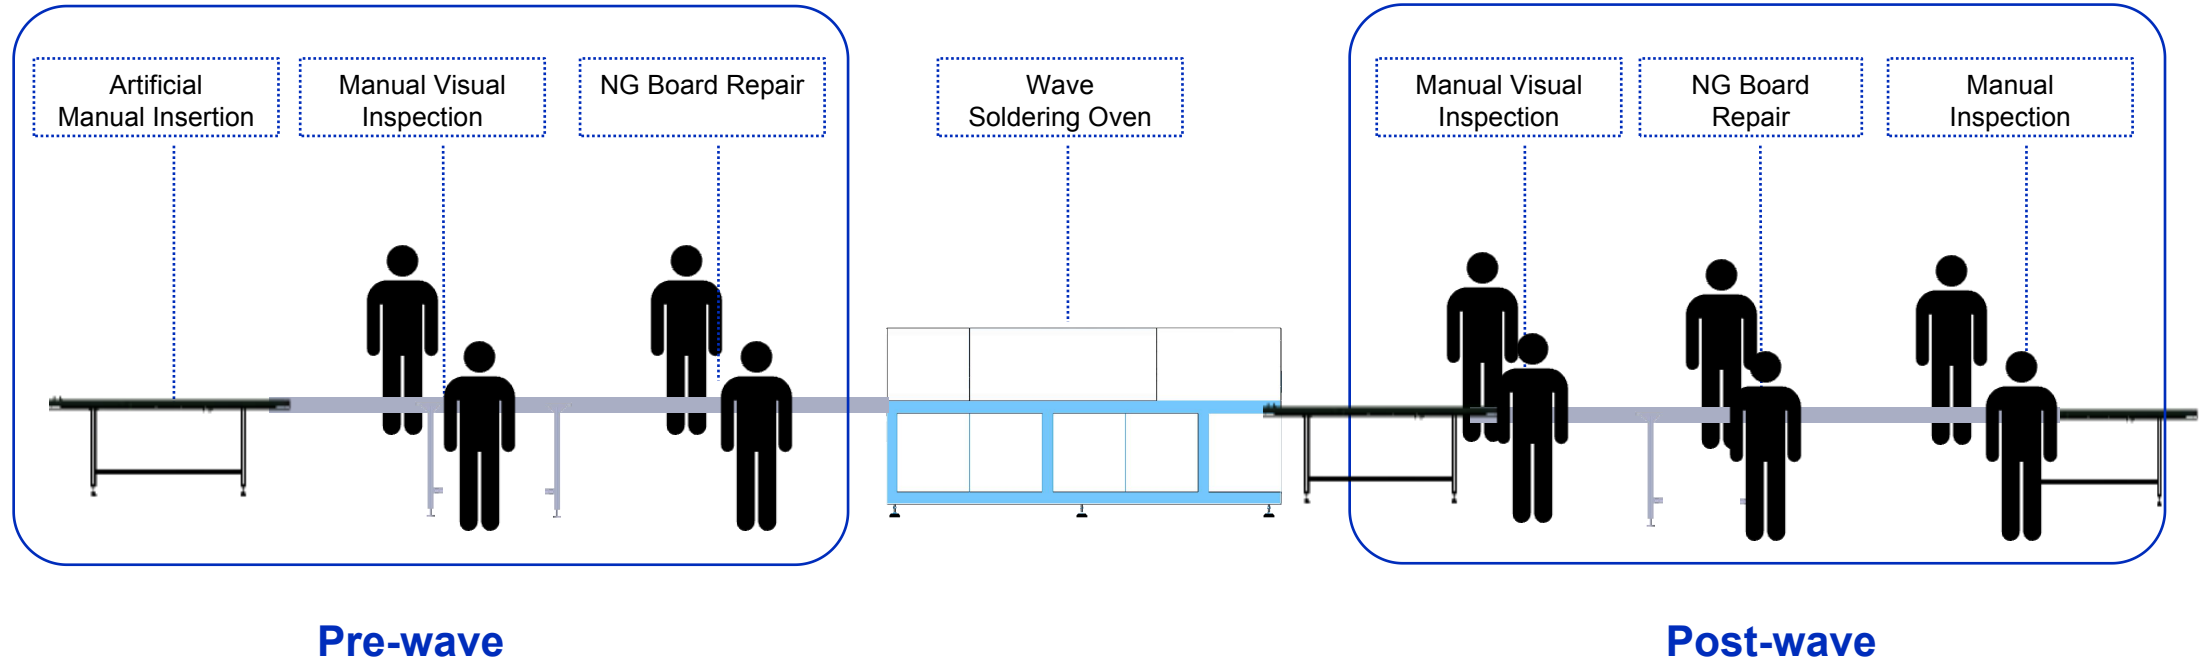 Artificial
Manual Insertion
Manual Visual
Inspection
NG Board Repair
Wave
Soldering Oven
Manual Visual
Inspection
NG Board
Repair
Manual
Inspection
Pre-wave
Post-wave